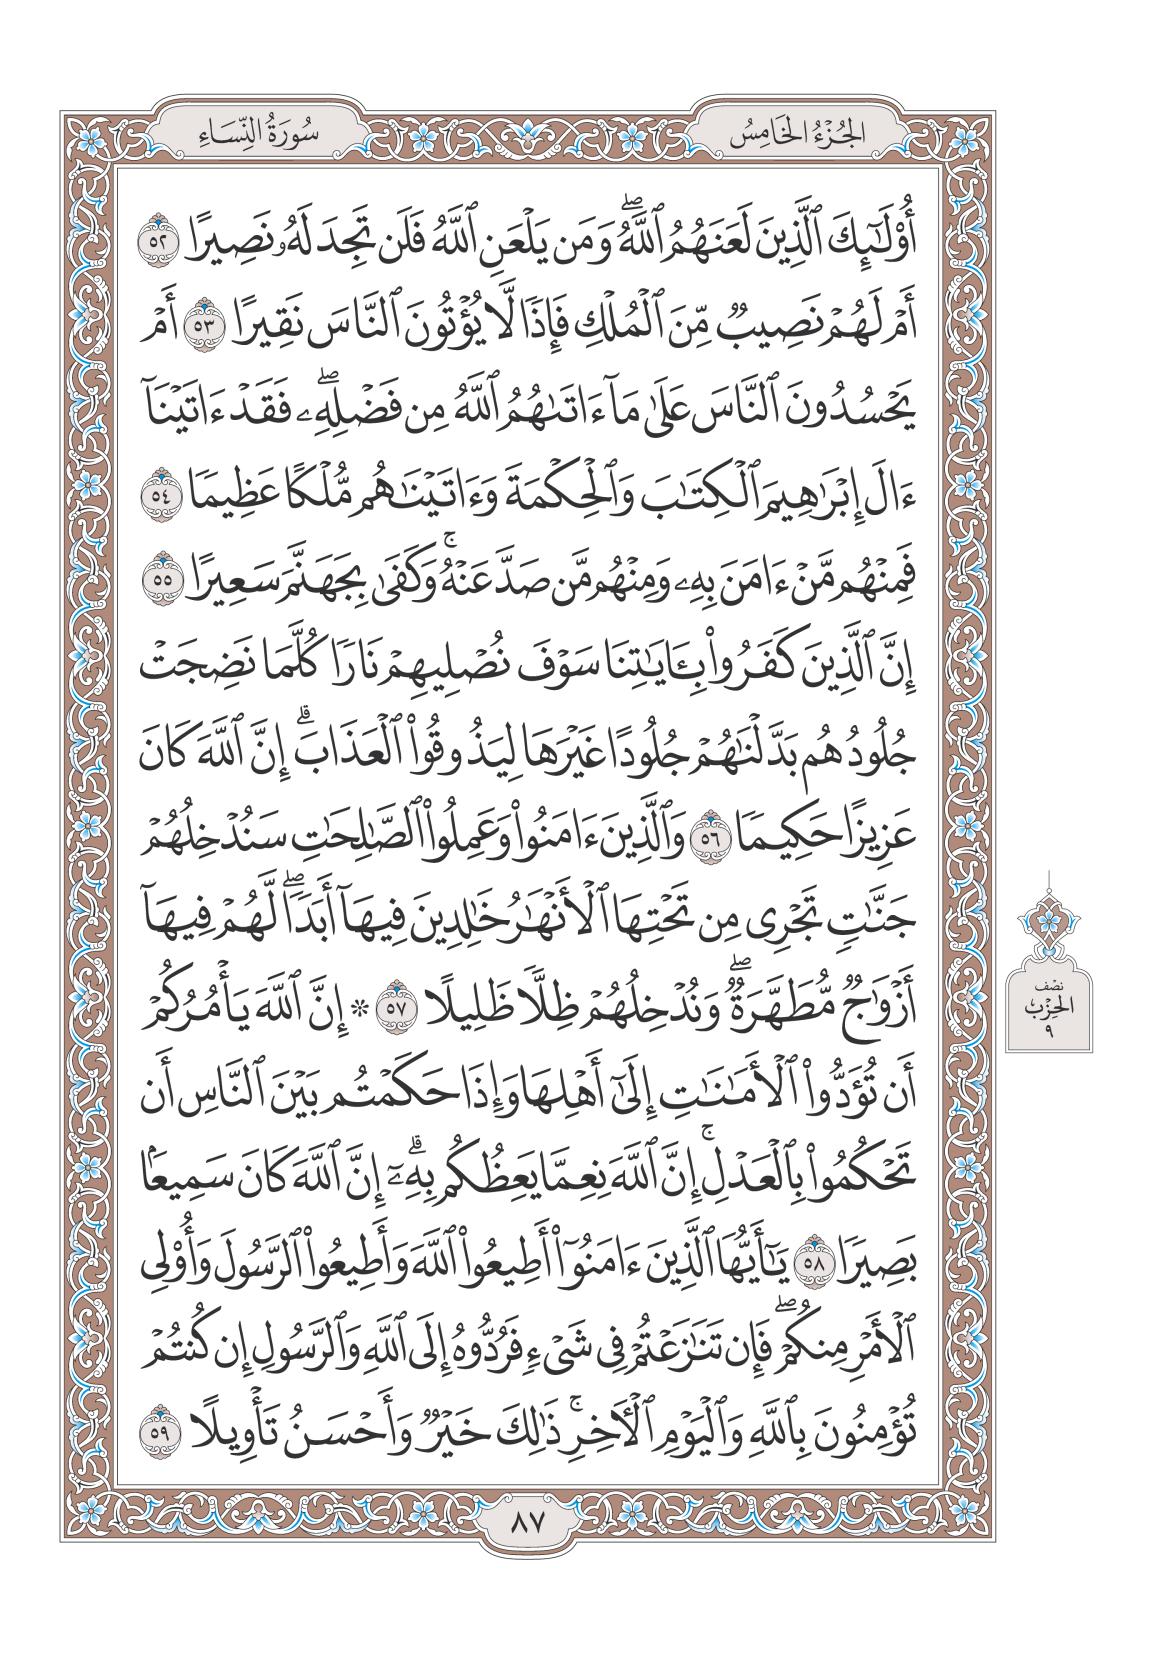 الجُزْءُ الخَامِسُ
سُورَةُ النِّسَاءِ
أُوْلَٰٓئِكَ ٱلَّذِينَ لَعَنَهُمُ ٱللَّهُۖ وَمَن يَلْعَنِ ٱللَّهُ فَلَن تَجِدَ لَهُۥ نَصِيرًا ٥٢
أَمْ لَهُمْ نَصِيبٌ مِّنَ ٱلْمُلْكِ فَإِذًا لَّا يُؤْتُونَ ٱلنَّاسَ نَقِيرًا ٥٣ أَمْ
يَحْسُدُونَ ٱلنَّاسَ عَلَىٰ مَآ ءَاتَىٰهُمُ ٱللَّهُ مِن فَضْلِهِۦۖ فَقَدْ ءَاتَيْنَآ
ءَالَ إِبْرَٰهِيمَ ٱلْكِتَٰبَ وَٱلْحِكْمَةَ وَءَاتَيْنَٰهُم مُّلْكًا عَظِيمًا ٥٤
فَمِنْهُم مَّنْ ءَامَنَ بِهِۦ وَمِنْهُم مَّن صَدَّ عَنْهُۚ وَكَفَىٰ بِجَهَنَّمَ سَعِيرًا ٥٥
إِنَّ ٱلَّذِينَ كَفَرُواْ بِـَٔايَٰتِنَا سَوْفَ نُصْلِيهِمْ نَارًا كُلَّمَا نَضِجَتْ
جُلُودُهُم بَدَّلْنَٰهُمْ جُلُودًا غَيْرَهَا لِيَذُوقُواْ ٱلْعَذَابَۗ إِنَّ ٱللَّهَ كَانَ
عَزِيزًا حَكِيمًا ٥٦ وَٱلَّذِينَ ءَامَنُواْ وَعَمِلُواْ ٱلصَّٰلِحَٰتِ سَنُدْخِلُهُمْ
جَنَّٰتٍ تَجْرِى مِن تَحْتِهَا ٱلْأَنْهَٰرُ خَٰلِدِينَ فِيهَآ أَبَدًاۖ لَّهُمْ فِيهَآ
أَزْوَٰجٌ مُّطَهَّرَةٌۖ وَنُدْخِلُهُمْ ظِلًّا ظَلِيلًا ٥٧ ۞ إِنَّ ٱللَّهَ يَأْمُرُكُمْ
أَن تُؤَدُّواْ ٱلْأَمَٰنَٰتِ إِلَىٰٓ أَهْلِهَا وَإِذَا حَكَمْتُم بَيْنَ ٱلنَّاسِ أَن
تَحْكُمُواْ بِٱلْعَدْلِۚ إِنَّ ٱللَّهَ نِعِمَّا يَعِظُكُم بِهِۦٓۗ إِنَّ ٱللَّهَ كَانَ سَمِيعًۢا
بَصِيرًا ٥٨ يَٰٓأَيُّهَا ٱلَّذِينَ ءَامَنُوٓاْ أَطِيعُواْ ٱللَّهَ وَأَطِيعُواْ ٱلرَّسُولَ وَأُوْلِى
ٱلْأَمْرِ مِنكُمْۖ فَإِن تَنَٰزَعْتُمْ فِى شَىْءٍ فَرُدُّوهُ إِلَى ٱللَّهِ وَٱلرَّسُولِ إِن كُنتُمْ
تُؤْمِنُونَ بِٱللَّهِ وَٱلْيَوْمِ ٱلْـَٔاخِرِۚ ذَٰلِكَ خَيْرٌ وَأَحْسَنُ تَأْوِيلًا ٥٩
نصف
الحزب
٩
٨٧